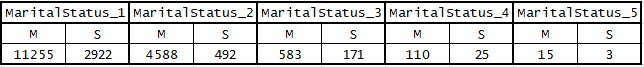 MaritalStatus_1 MaritalStatus_2 MaritalStatus_3 MaritalStatus_4 MaritalStatus_5
M S M S M S M S M S
11255 2922 4588 492 583 171 110 25 15 3